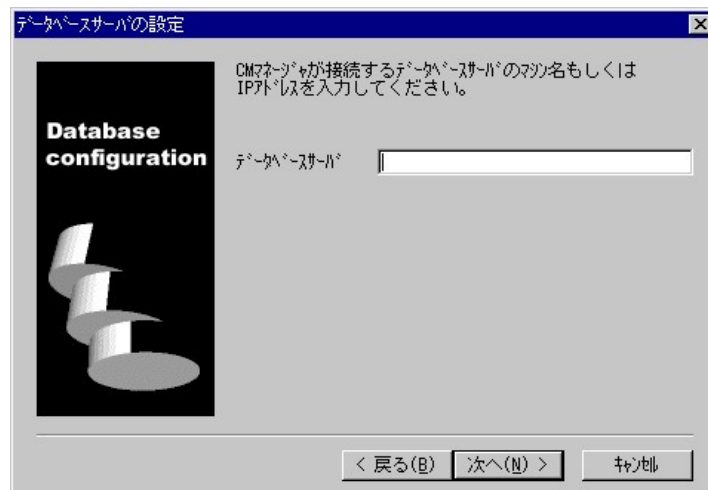 ﾃﾞｰﾀﾍﾞｰｽｻｰﾊﾞの設定
CMﾏﾈｰｼﾞｬが接続するﾃﾞｰﾀﾍﾞｰｽｻｰﾊﾞのﾏｼﾝ名もしくは
IPｱﾄﾞﾚｽを入力してください。
Database
configuration
ﾃﾞｰﾀﾍﾞｰｽｻｰﾊﾞ
< 戻る(B)
次へ(N) >
ｷｬﾝｾﾙ